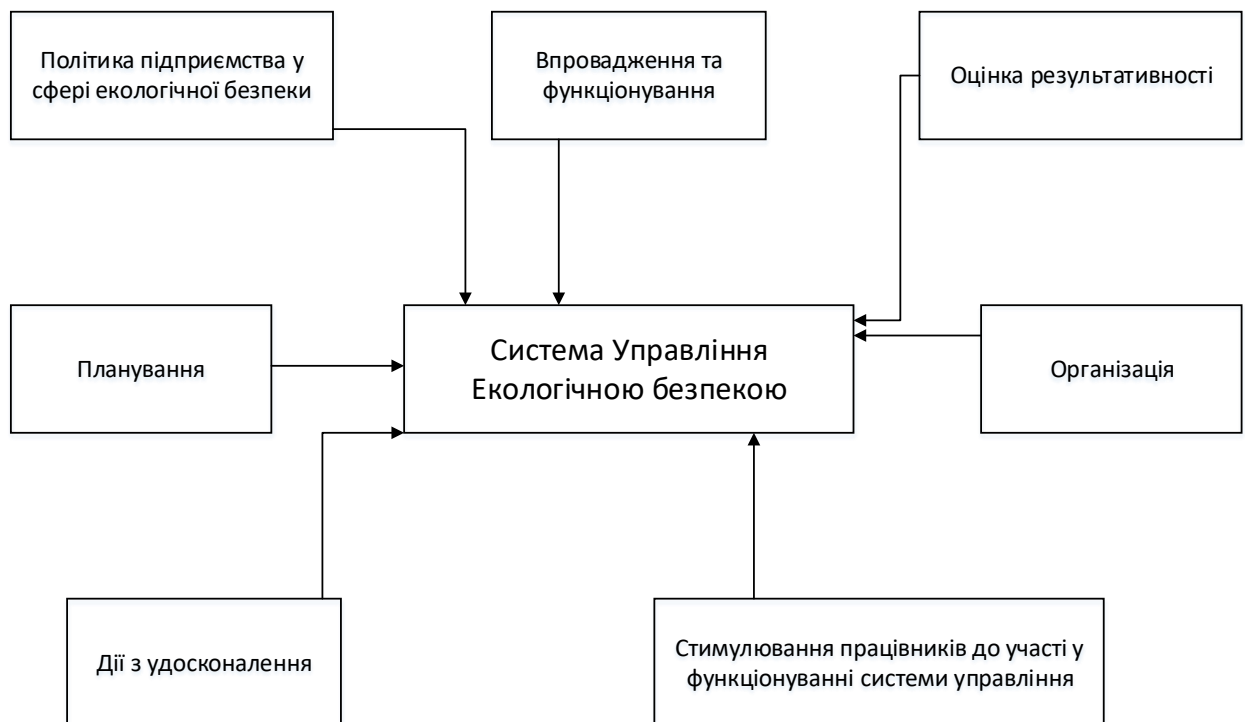 Політика підприємства у
сфері екологічної безпеки
Впровадження та
функціонування
Оцінка результативності
Планування
Система Управління
Екологічною безпекою
Організація
Дії з удосконалення
Стимулювання працівників до участі у
функціонуванні системи управління